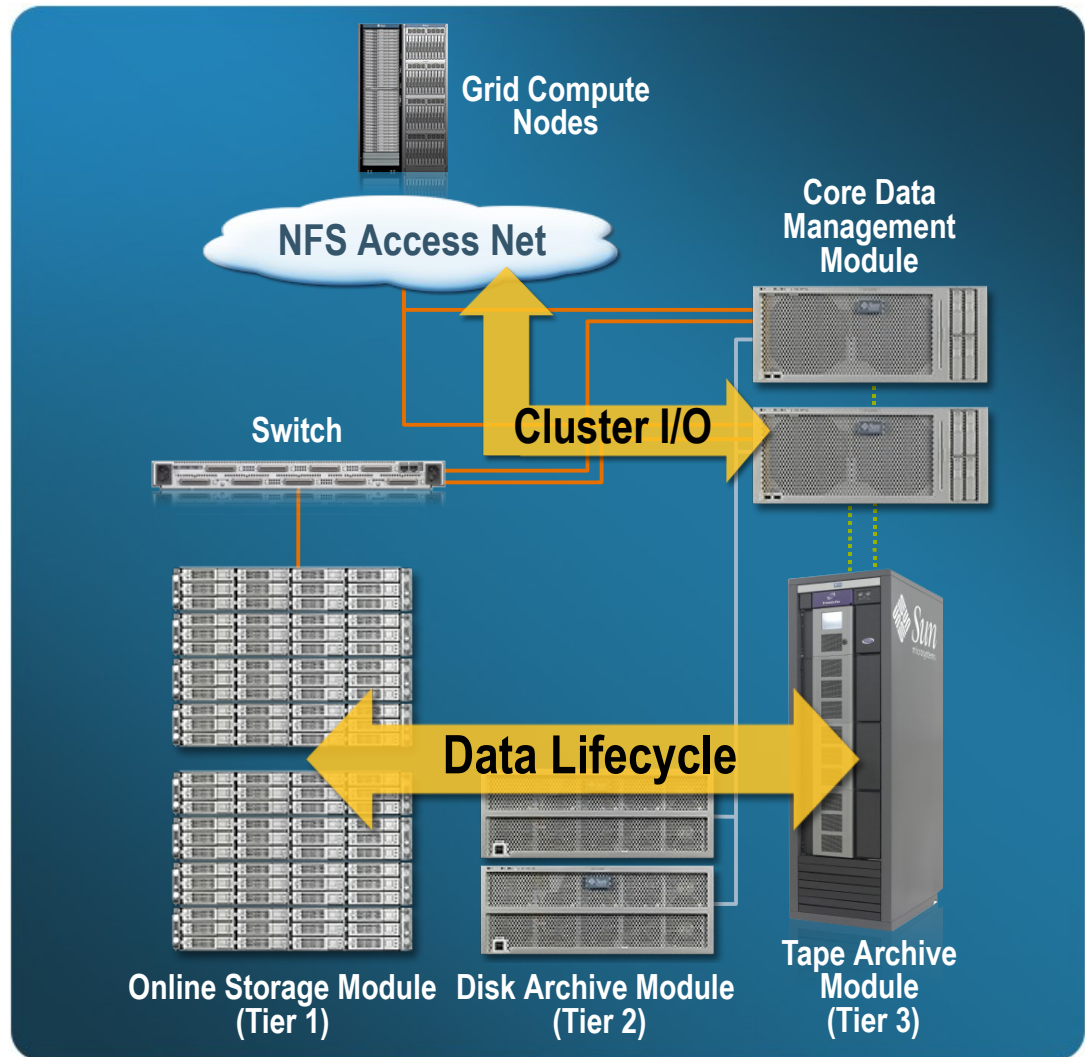 Grid Compute
Nodes
NFS Access Net
Core Data
Management
Module
Cluster I/O
Switch
Sun
microsystems
Data Lifecycle
Online Storage Module
(Tier 1)
Disk Archive Module
(Tier 2)
Tape Archive
Module
(Tier 3)